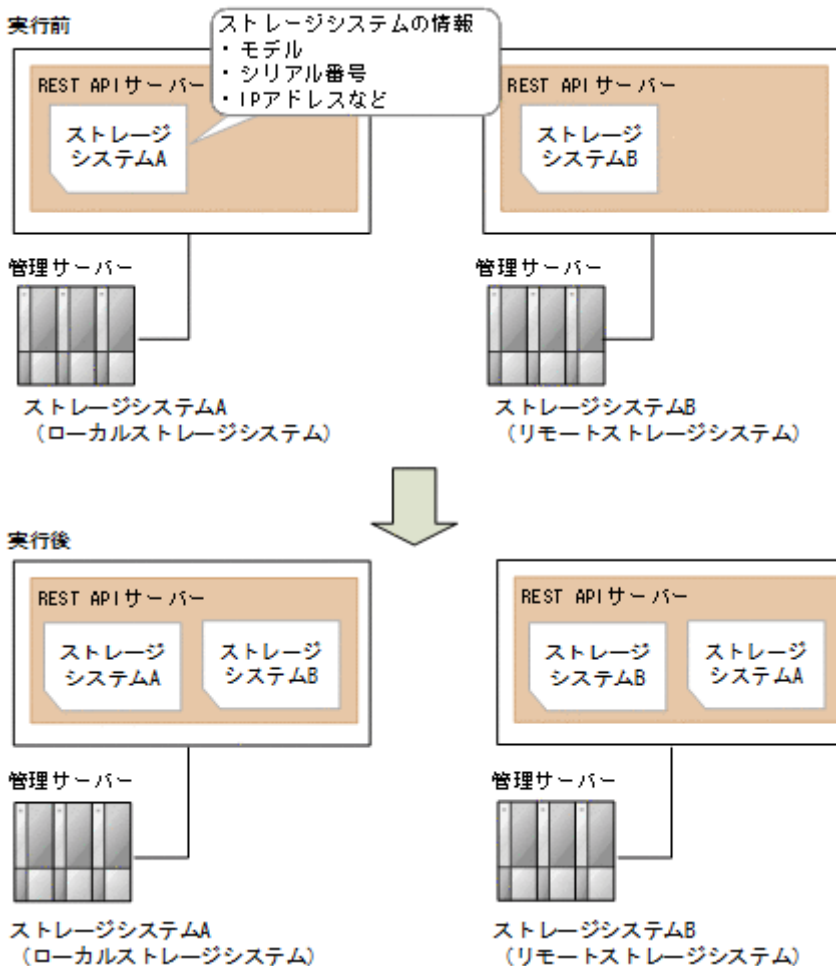 実行前
ストレージシステムの情報
・モデル
・シリアル番号
・IPアドレスなど
REST APIサーバー
ストレージ
システムA
REST APIサーバー
ストレージ
システムB
管理サーバー
管理サーバー
ストレージシステムA
（ローカルストレージシステム）
ストレージシステムB
（リモートストレージシステム）
実行後
REST APIサーバー
ストレージ
システムA
ストレージ
システムB
REST APIサーバー
ストレージ
システムB
ストレージ
システムA
管理サーバー
管理サーバー
ストレージシステムA
（ローカルストレージシステム）
ストレージシステムB
（リモートストレージシステム）